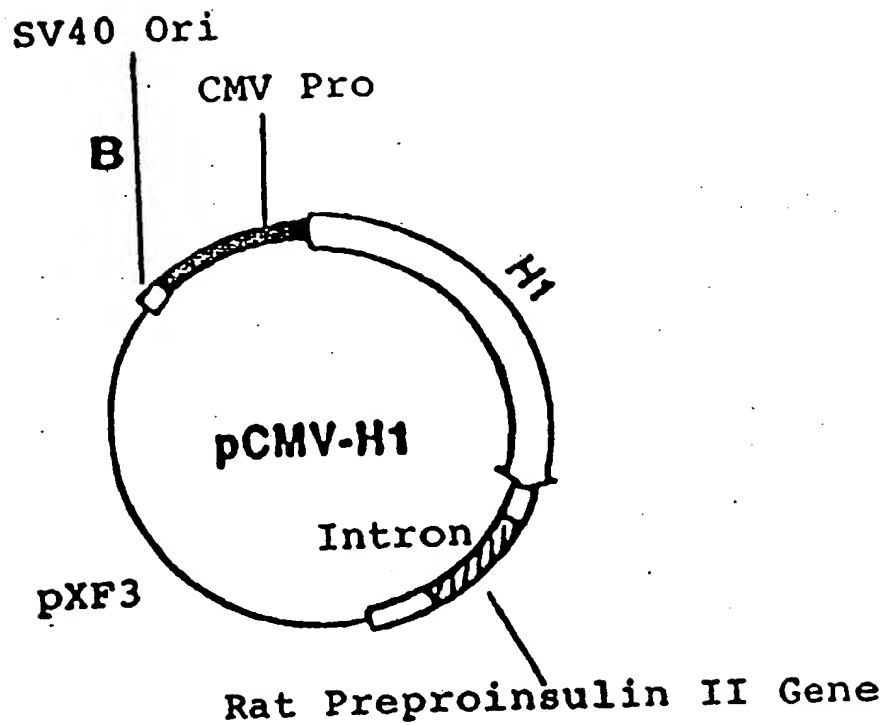 SV40 Ori
CMV Pro
B
H1
pCMV-H1
Intron
pXF3
Rat Preproinsulin II Gene